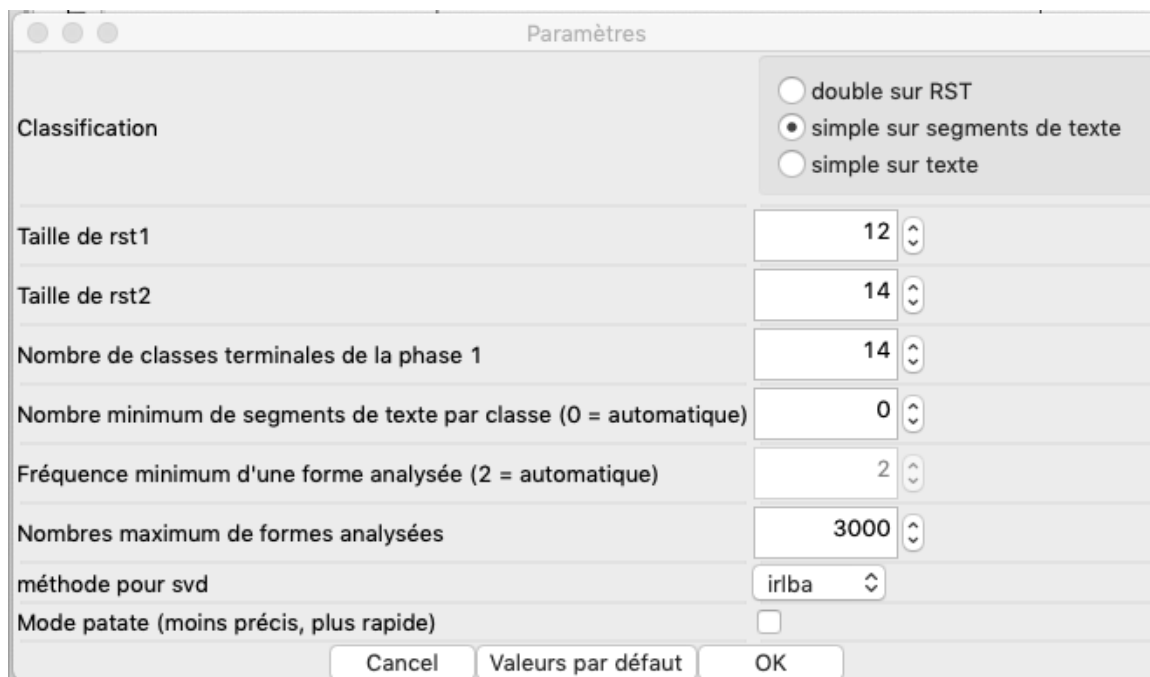 Paramètres
Classification
double sur RST
simple sur segments de texte
simple sur texte
Taille de rst1 12
Taille de rst2 14
Nombre de classes terminales de la phase 1 14
Nombre minimum de segments de texte par classe (0 = automatique) 0
Fréquence minimum d'une forme analysée (2 = automatique) 2
Nombres maximum de formes analysées 3000
méthode pour svd irlba
Mode patate (moins précis, plus rapide)
Cancel Valeurs par défaut OK